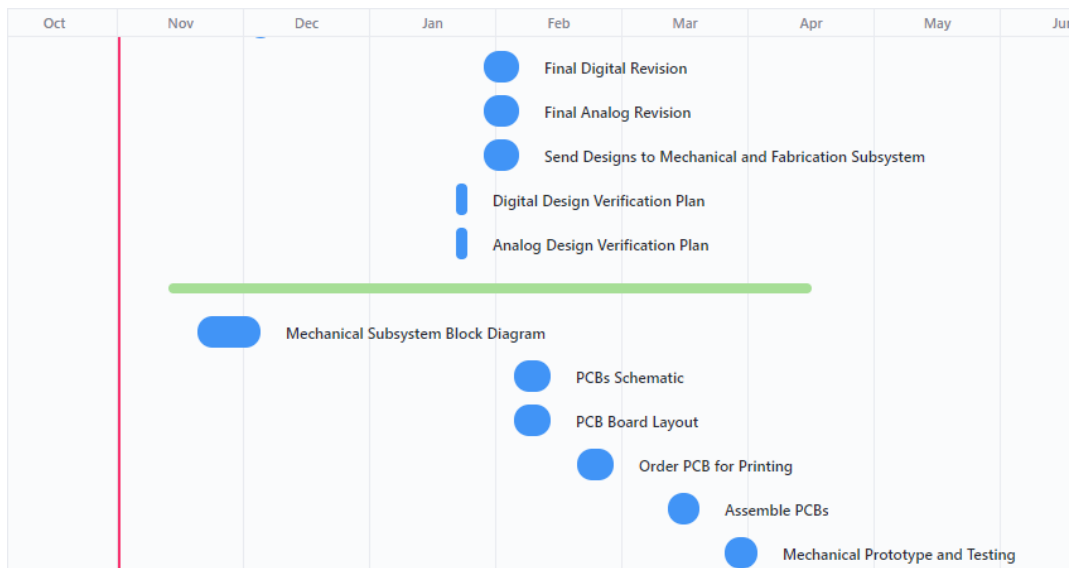 Oct Nov Dec Jan Feb Mar Apr May
Final Digital Revision
Final Analog Revision
Send Designs to Mechanical and Fabrication Subsystem
Digital Design Verification Plan
Analog Design Verification Plan
Mechanical Subsystem Block Diagram
PCBs Schematic
PCB Board Layout
Order PCB for Printing
Assemble PCBs
Mechanical Prototype and Testing